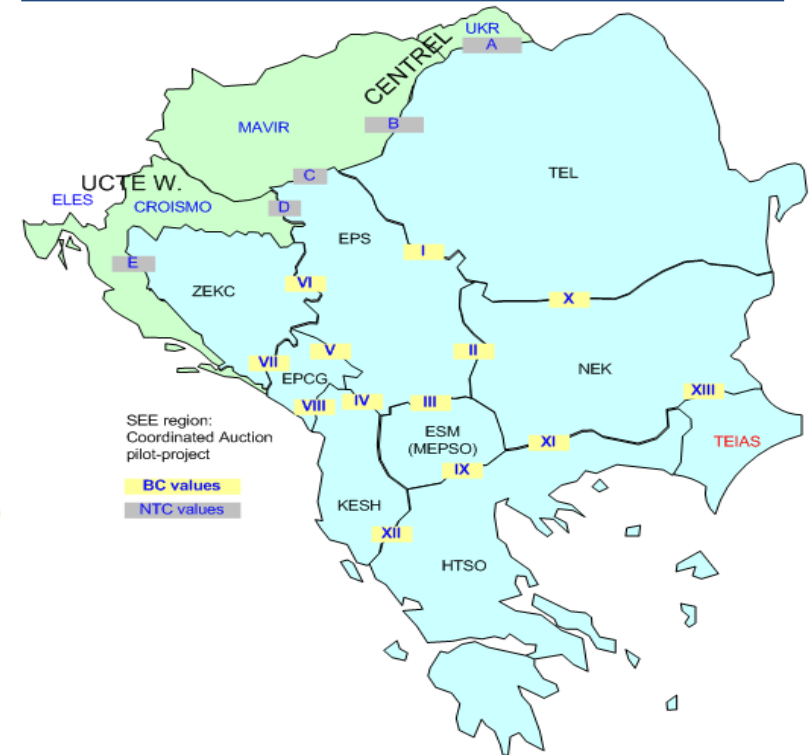 UKR
A
CENTREL
B
MAVIR
TEL
C
UCTE W.
ELES
CROISMO
D
EPS
I
E
ZEKC
VI
X
VII
V
II
NEK
EPCG
VIII
IV
III
XIII
SEE region:
Coordinated Auction
pilot-project
ESM
(MEPSO)
XI
TEIAS
IX
BC values
NTC values
KESH
XII
HTSO